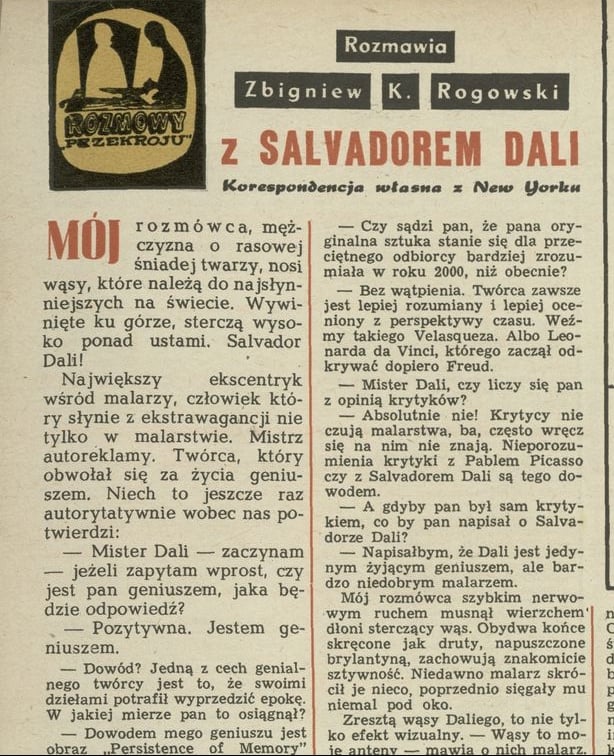 ROZMOWY
„PRZEKROJU"
Rozmawia
Zbigniew K. Rogowski
z SALVADOREM DALI
Korespondencja własna z New Yorku
MÓJ rozmówca, męż-
czyzna o rasowej
śniadej twarzy, nosi
wąsy, które należą do najsłyn-
niejszych na świecie. Wywi-
nięte ku górze, sterczą wyso-
ko ponad ustami. Salvador
Dali!
Największy ekscentryk
wśród malarzy, człowiek któ-
ry słynie z ekstrawagancji nie
tylko w malarstwie. Mistrz
autoreklamy. Twórca, który
obwołał się za życia geniu-
szem. Niech to jeszcze raz
autorytatywnie wobec nas po-
twierdzi:
— Mister Dali — zaczynam
— jeżeli zapytam wprost, czy
jest pan geniuszem, jaka bę-
dzie odpowiedź?
— Pozytywna. Jestem ge-
niuszem.
— Dowód? Jedną z cech genial-
nego twórcy jest to, że swoimi
dziełami potrafił wyprzedzić epokę.
W jakiej mierze pan to osiągnął?
— Dowodem mego geniuszu jest
obraz „Persistence of Memory"
— Czy sądzi pan, że pana ory-
ginalna sztuka stanie się dla prze-
ciętnego odbiorcy bardziej zrozu-
miała w roku 2000, niż obecnie?
— Bez wątpienia. Twórca zawsze
jest lepiej rozumiany i lepiej oce-
niony z perspektywy czasu. Weź-
my takiego Velasqueza. Albo Leo-
narda da Vinci, którego zaczął od-
krywać dopiero Freud.
— Mister Dali, czy liczy się pan
z opinią krytyków?
— Absolutnie nie! Krytycy nie
czują malarstwa, ba, często wręcz
się na nim nie znają. Nieporozu-
mienia krytyki z Pablem Picasso
czy z Salvadorem Dali są tego do-
wodem.
— A gdyby pan był sam kryty-
kiem, co by pan napisał o Salva-
dorze Dali?
— Napisałbym, że Dali jest jedy-
nym żyjącym geniuszem, ale bar-
dzo niedobrym malarzem.
Mój rozmówca szybkim nerwo-
wym ruchem musnął wierzchem
dłoni sterczący wąs. Obydwa końce
skręcone jak druty, napuszczone
brylantyną, zachowują znakomicie
sztywność. Niedawno malarz skró-
cił je nieco, poprzednio sięgały mu
niemal pod oko.
Zresztą wąsy Daliego, to nie tyl-
ko efekt wizualny. — Wąsy to mo-
je anteny — mawia o nich malarz.